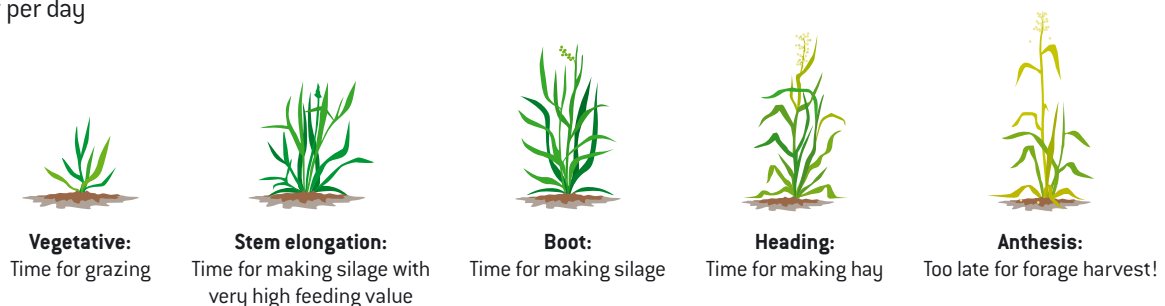 per day
Vegetative:
Time for grazing
Stem elongation:
Time for making silage with
very high feeding value
Boot:
Time for making silage
Heading:
Time for making hay
Anthesis:
Too late for forage harvest!